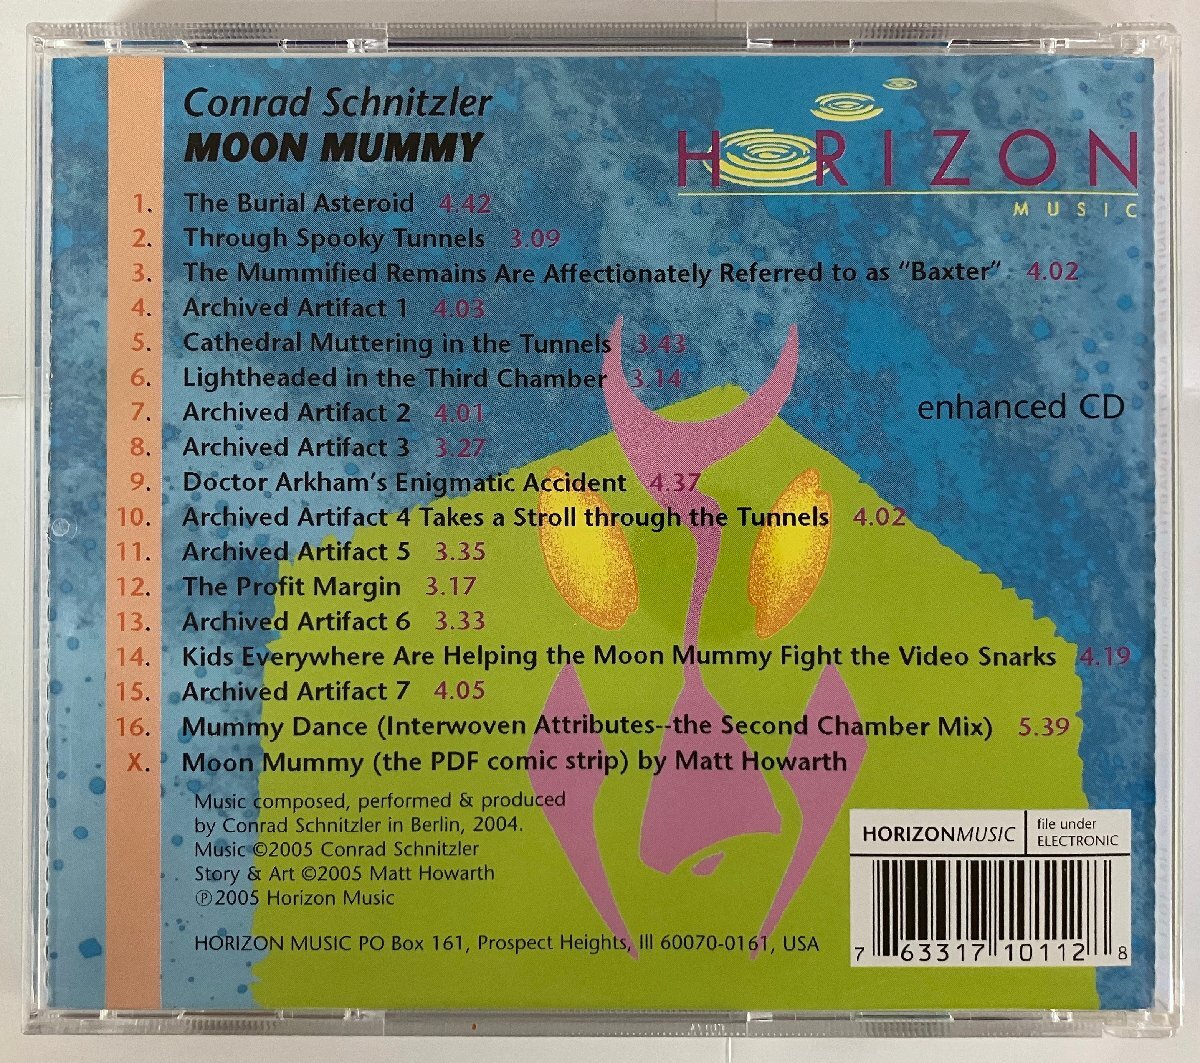 Conrad Schnitzler
MOON MUMMY
HORIZON
MUSIC
1. The Burial Asteroid 4.42
2. Through Spooky Tunnels 3.09
3. The Mummified Remains Are Affectionately Referred to as "Baxter" 4.02
4. Archived Artifact 1 4.03
5. Cathedral Muttering in the Tunnels 3.43
6. Lightheaded in the Third Chamber 3.14
7. Archived Artifact 2 4.01
enhanced CD
8. Archived Artifact 3 3.27
9. Doctor Arkham's Enigmatic Accident 4.37
10. Archived Artifact 4 Takes a Stroll through the Tunnels 4.02
11. Archived Artifact 5 3.35
12. The Profit Margin 3.17
13. Archived Artifact 6 3.33
14. Kids Everywhere Are Helping the Moon Mummy Fight the Video Snarks 4.19
15. Archived Artifact 7 4.05
16. Mummy Dance (Interwoven Attributes--the Second Chamber Mix) 5.39
X. Moon Mummy (the PDF comic strip) by Matt Howarth
Music composed, performed & produced
by Conrad Schnitzler in Berlin, 2004.
Music ©2005 Conrad Schnitzler
Story & Art ©2005 Matt Howarth
℗2005 Horizon Music
HORIZON MUSIC PO Box 161, Prospect Heights, Ill 60070-0161, USA
HORIZONMUSIC
file under
ELECTRONIC
7 63317 10112 8